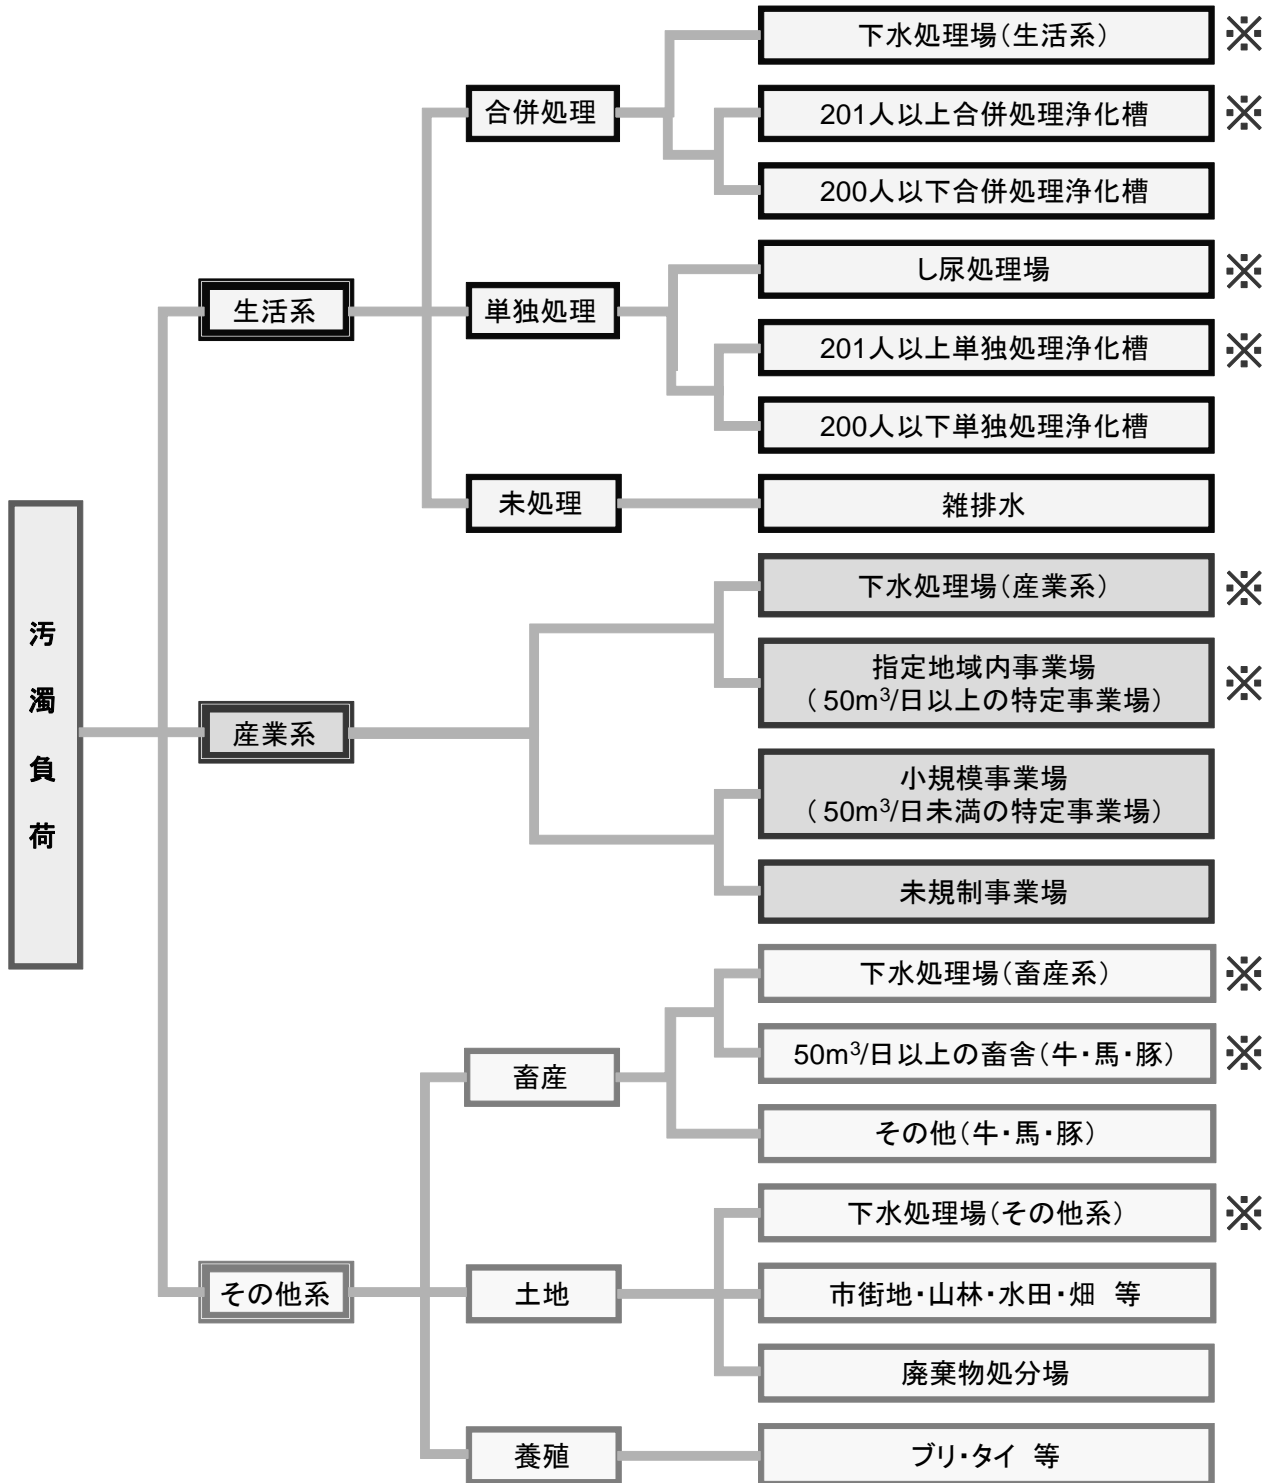 汚濁負荷
生活系
合併処理
下水処理場（生活系） ※
201人以上合併処理浄化槽 ※
200人以下合併処理浄化槽
単独処理
し尿処理場 ※
201人以上単独処理浄化槽 ※
200人以下単独処理浄化槽
未処理
雑排水
産業系
下水処理場（産業系） ※
指定地域内事業場 ※
（50m³/日以上の特定事業場）
小規模事業場
（50m³/日未満の特定事業場）
未規制事業場
その他系
畜産
下水処理場（畜産系） ※
50m³/日以上の畜舎（牛・馬・豚） ※
その他（牛・馬・豚）
土地
下水処理場（その他系） ※
市街地・山林・水田・畑 等
廃棄物処分場
養殖
ブリ・タイ 等